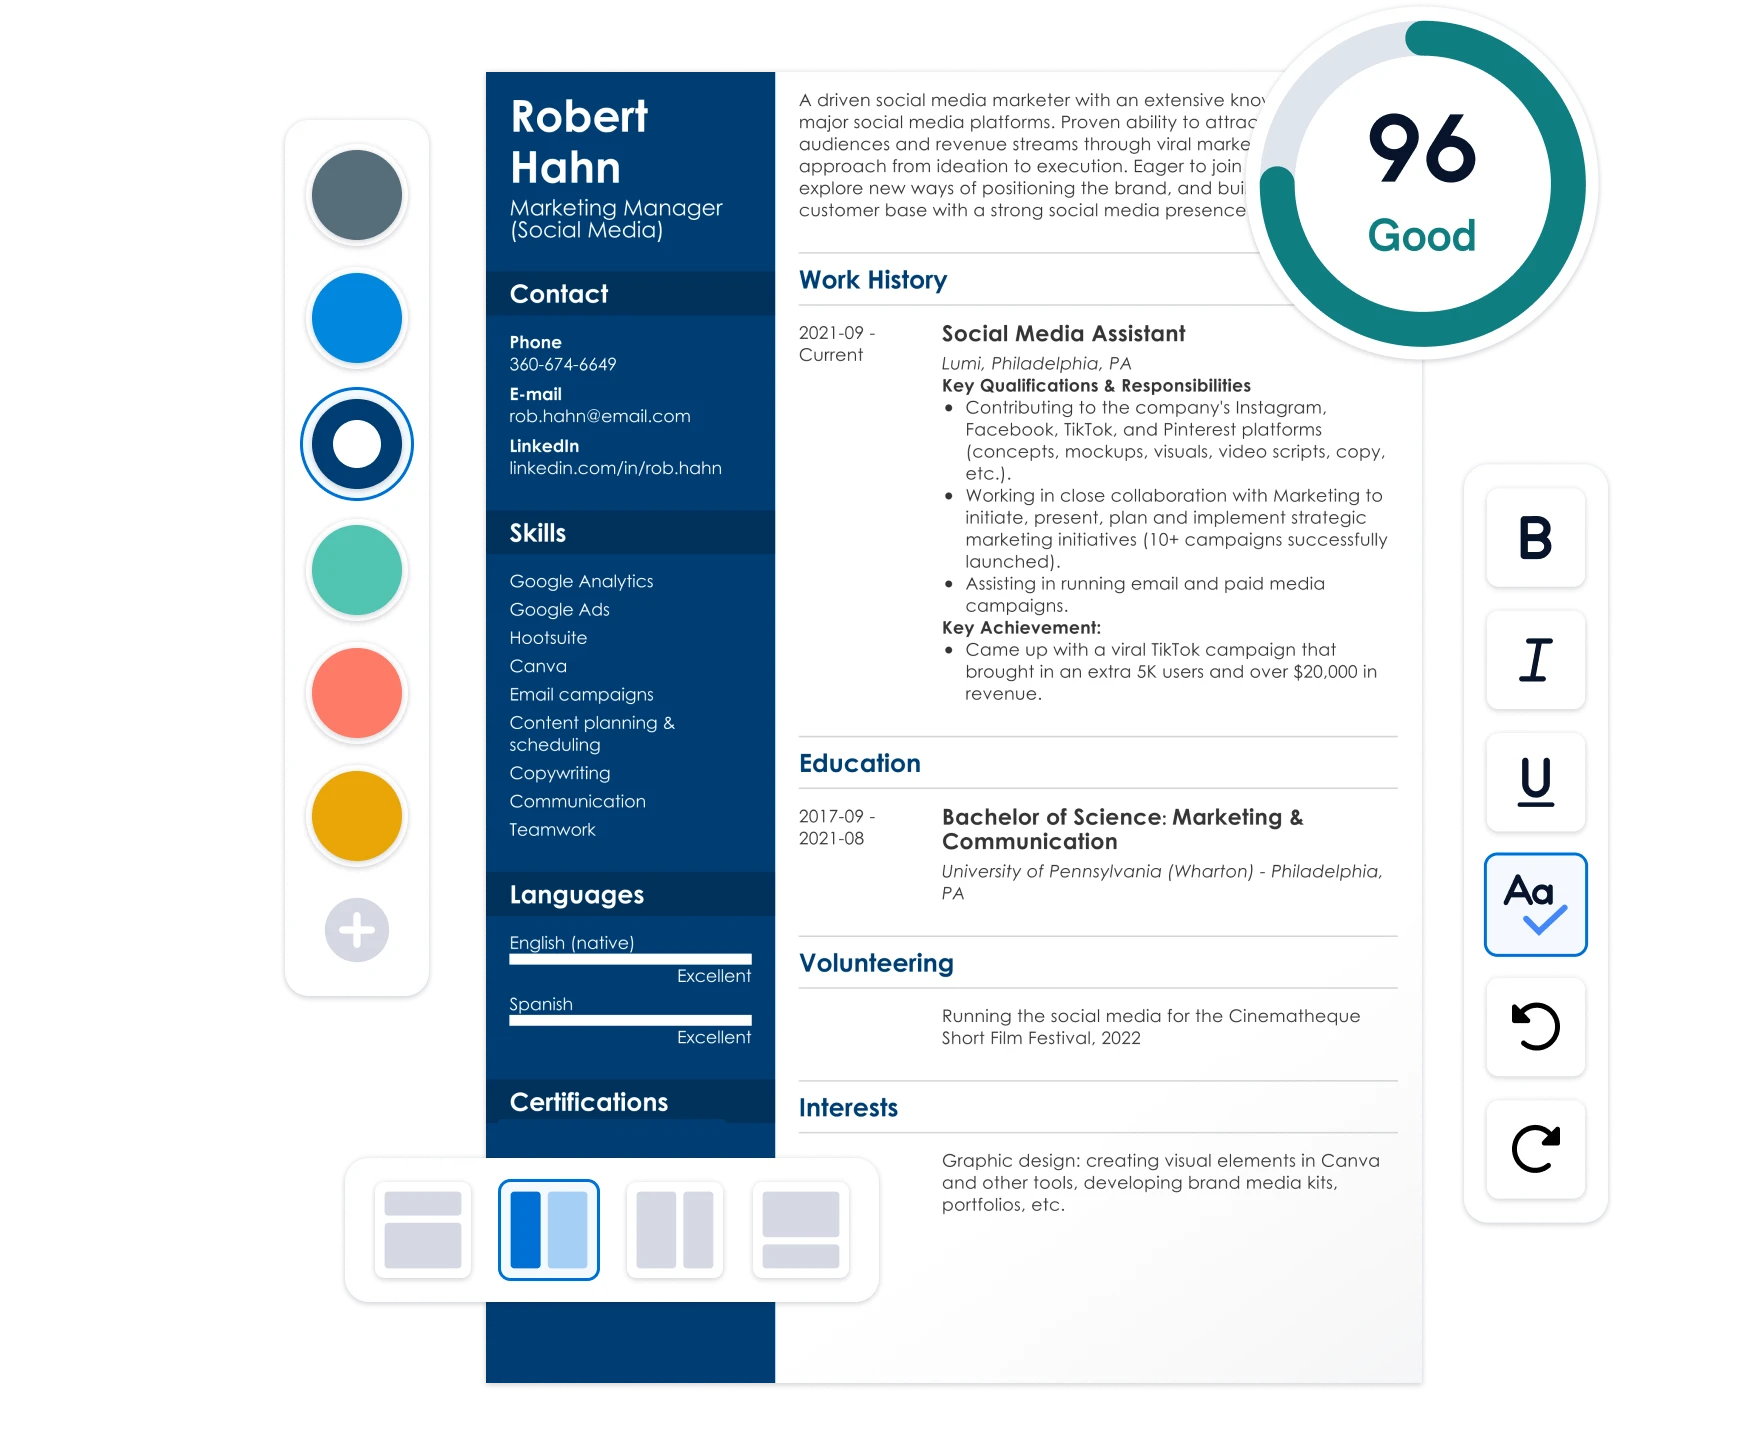 Robert
Hahn
Marketing Manager
(Social Media)
Contact
Phone
360-674-6649
E-mail
rob.hahn@email.com
LinkedIn
linkedin.com/in/rob.hahn
Skills
Google Analytics
Google Ads
Hootsuite
Canva
Email campaigns
Content planning &
scheduling
Copywriting
Communication
Teamwork
Languages
English (native)
Excellent
Spanish
Excellent
Certifications
A driven social media marketer with an extensive
major social media platforms. Proven ability to
audiences and revenue streams through viral
approach from ideation to execution. Eager to join
explore new ways of positioning the brand, and
customer base with a strong social media presence
Work History
2021-09 -
Current
Social Media Assistant
Lumi, Philadelphia, PA
Key Qualifications & Responsibilities
• Contributing to the company's Instagram,
Facebook, TikTok, and Pinterest platforms
(concepts, mockups, visuals, video scripts, copy,
etc.).
• Working in close collaboration with Marketing to
initiate, present, plan and implement strategic
marketing initiatives (10+ campaigns successfully
launched).
• Assisting in running email and paid media
campaigns.
Key Achievement:
• Came up with a viral TikTok campaign that
brought in an extra 5K users and over $20,000 in
revenue.
Education
2017-09 -
2021-08
Bachelor of Science: Marketing &
Communication
University of Pennsylvania (Wharton) - Philadelphia,
PA
Volunteering
Running the social media for the Cinematheque
Short Film Festival, 2022
Interests
Graphic design: creating visual elements in Canva
and other tools, developing brand media kits,
portfolios, etc.
96
Good
B
I
U
Aa